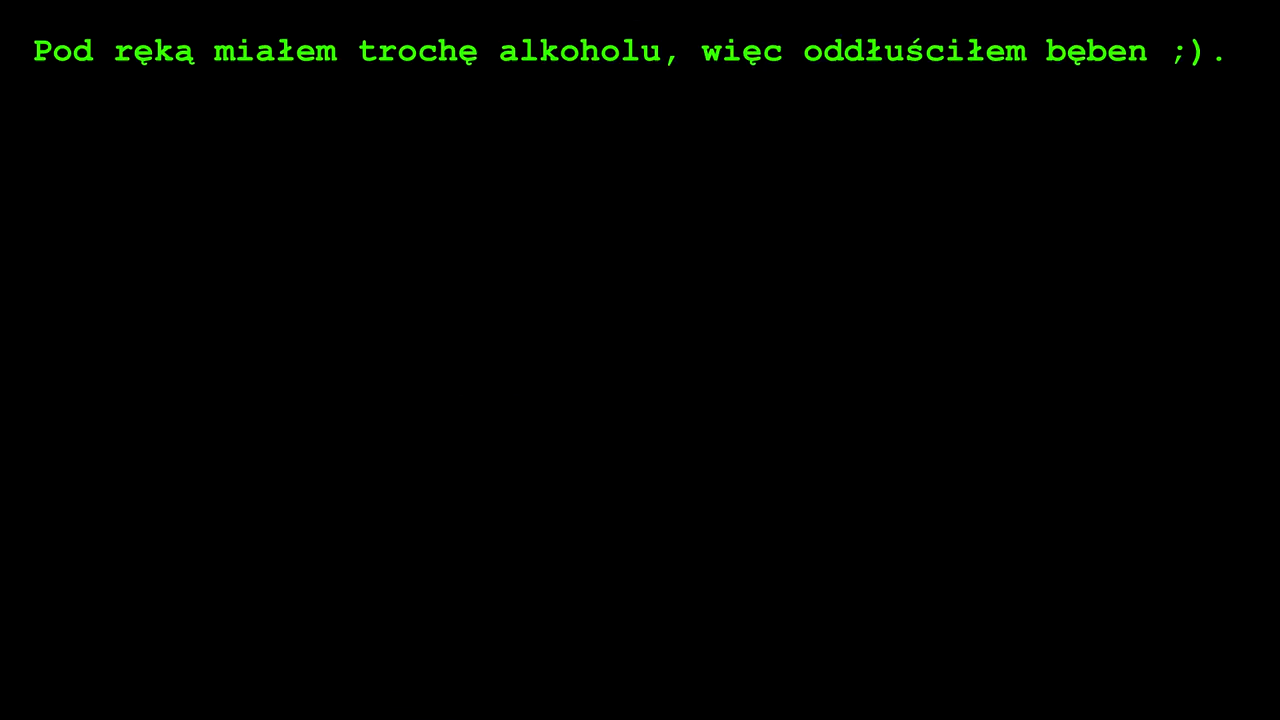 Pod ręką miałem trochę alkoholu, więc oddłuściłem bęben ;).